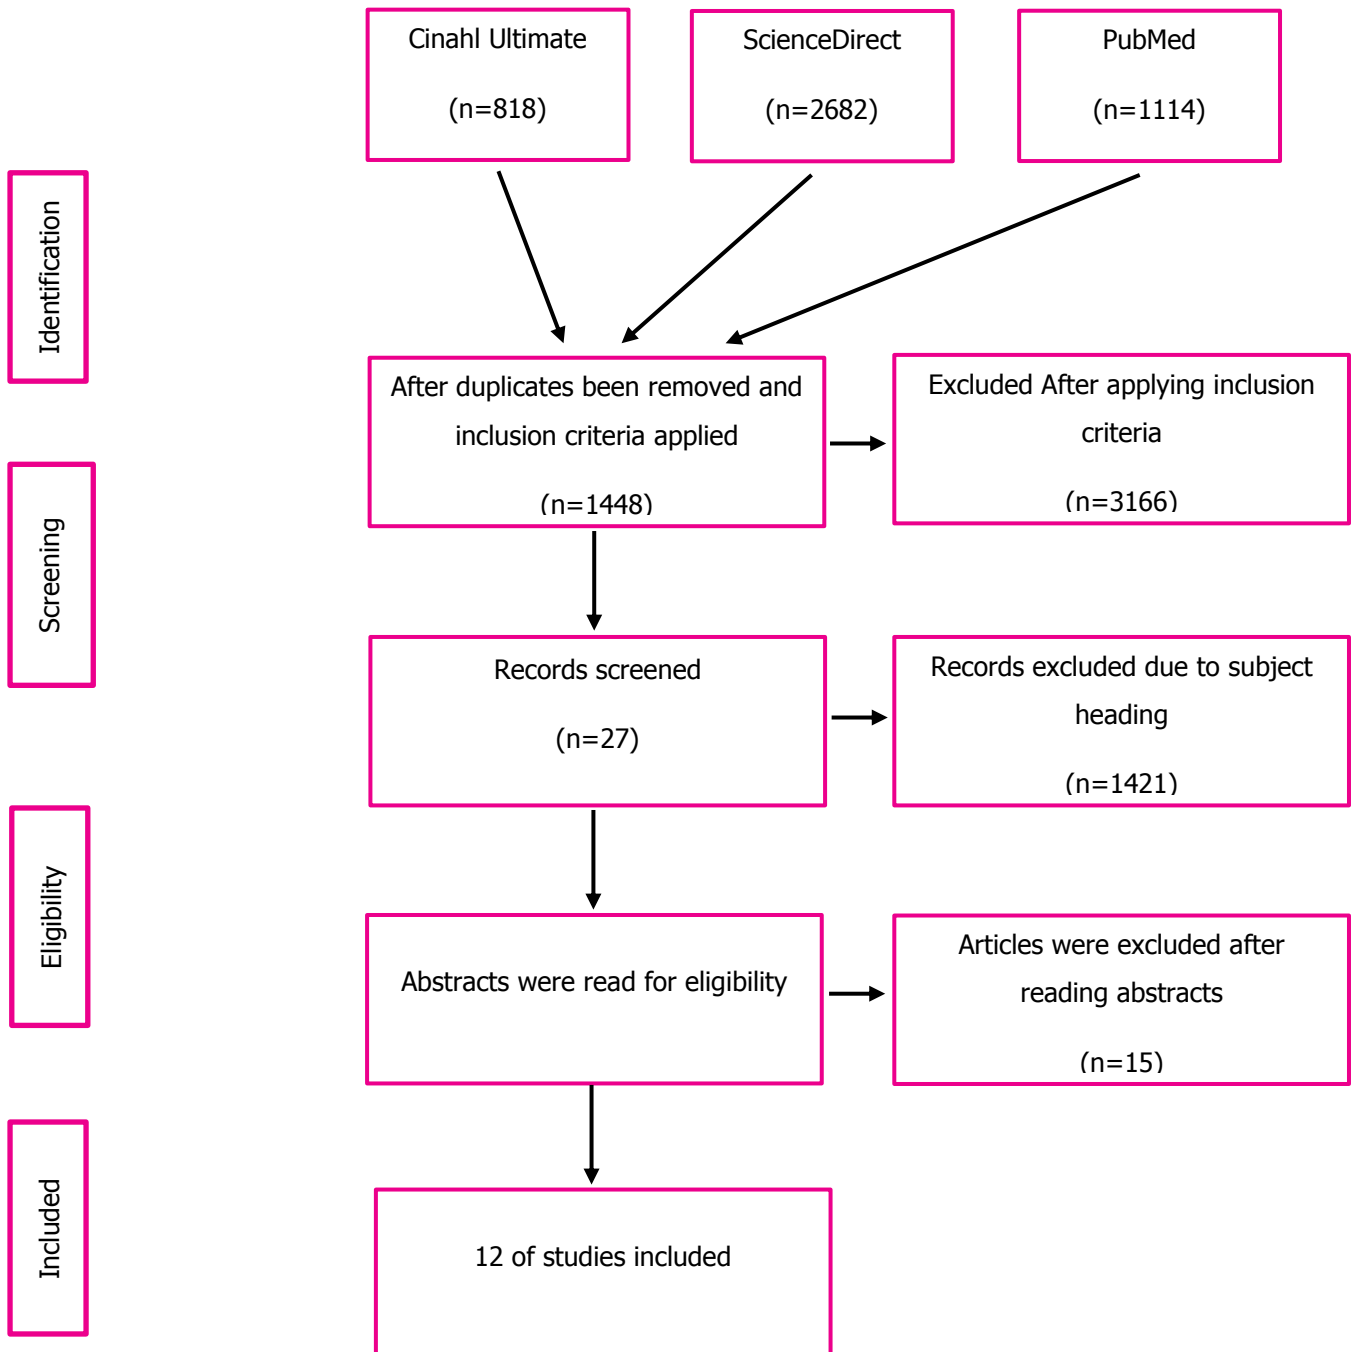 Cinahl Ultimate
(n=818)
ScienceDirect
(n=2682)
PubMed
(n=1114)
Identification
After duplicates been removed and
inclusion criteria applied
(n=1448)
Excluded After applying inclusion
criteria
(n=3166)
Screening
Records screened
(n=27)
Records excluded due to subject
heading
(n=1421)
Eligibility
Abstracts were read for eligibility
Articles were excluded after
reading abstracts
(n=15)
Included
12 of studies included